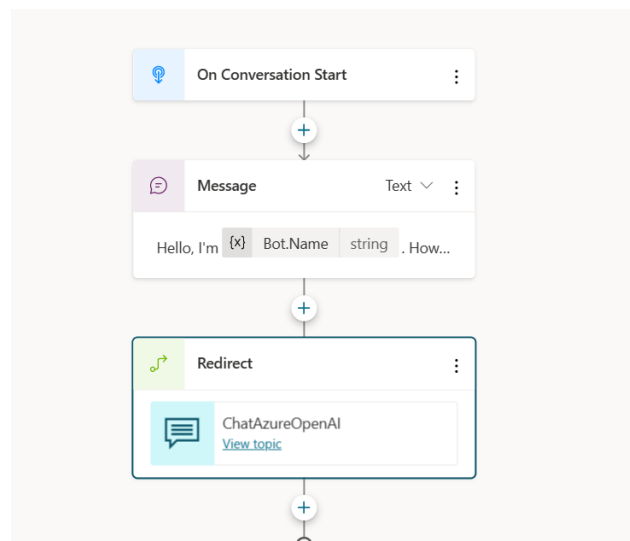 On Conversation Start
Message Text
Hello, I'm {x} Bot.Name string . How...
Redirect
ChatAzureOpenAI
View topic